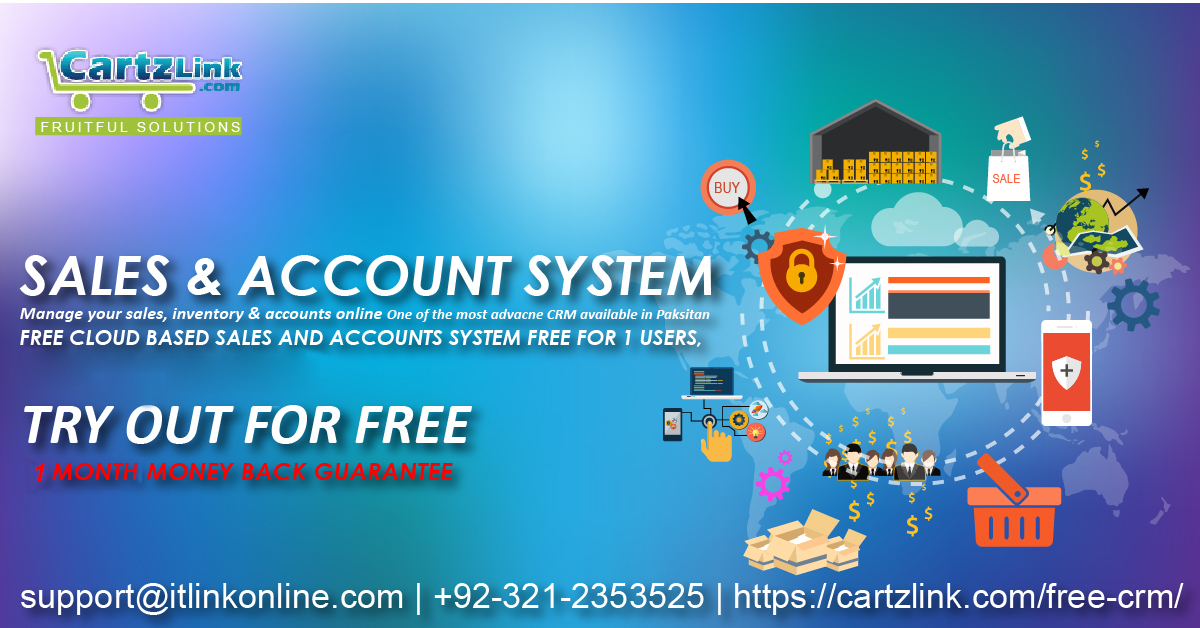 CartzLink
.com
FRUITFUL SOLUTIONS
BUY
SALE
SALES & ACCOUNT SYSTEM
Manage your sales, inventory & accounts online One of the most advacne CRM available in Paksitan
FREE CLOUD BASED SALES AND ACCOUNTS SYSTEM FREE FOR 1 USERS,
TRY OUT FOR FREE
1 MONTH MONEY BACK GUARANTEE
support@itlinkonline.com | +92-321-2353525 | https://cartzlink.com/free-crm/